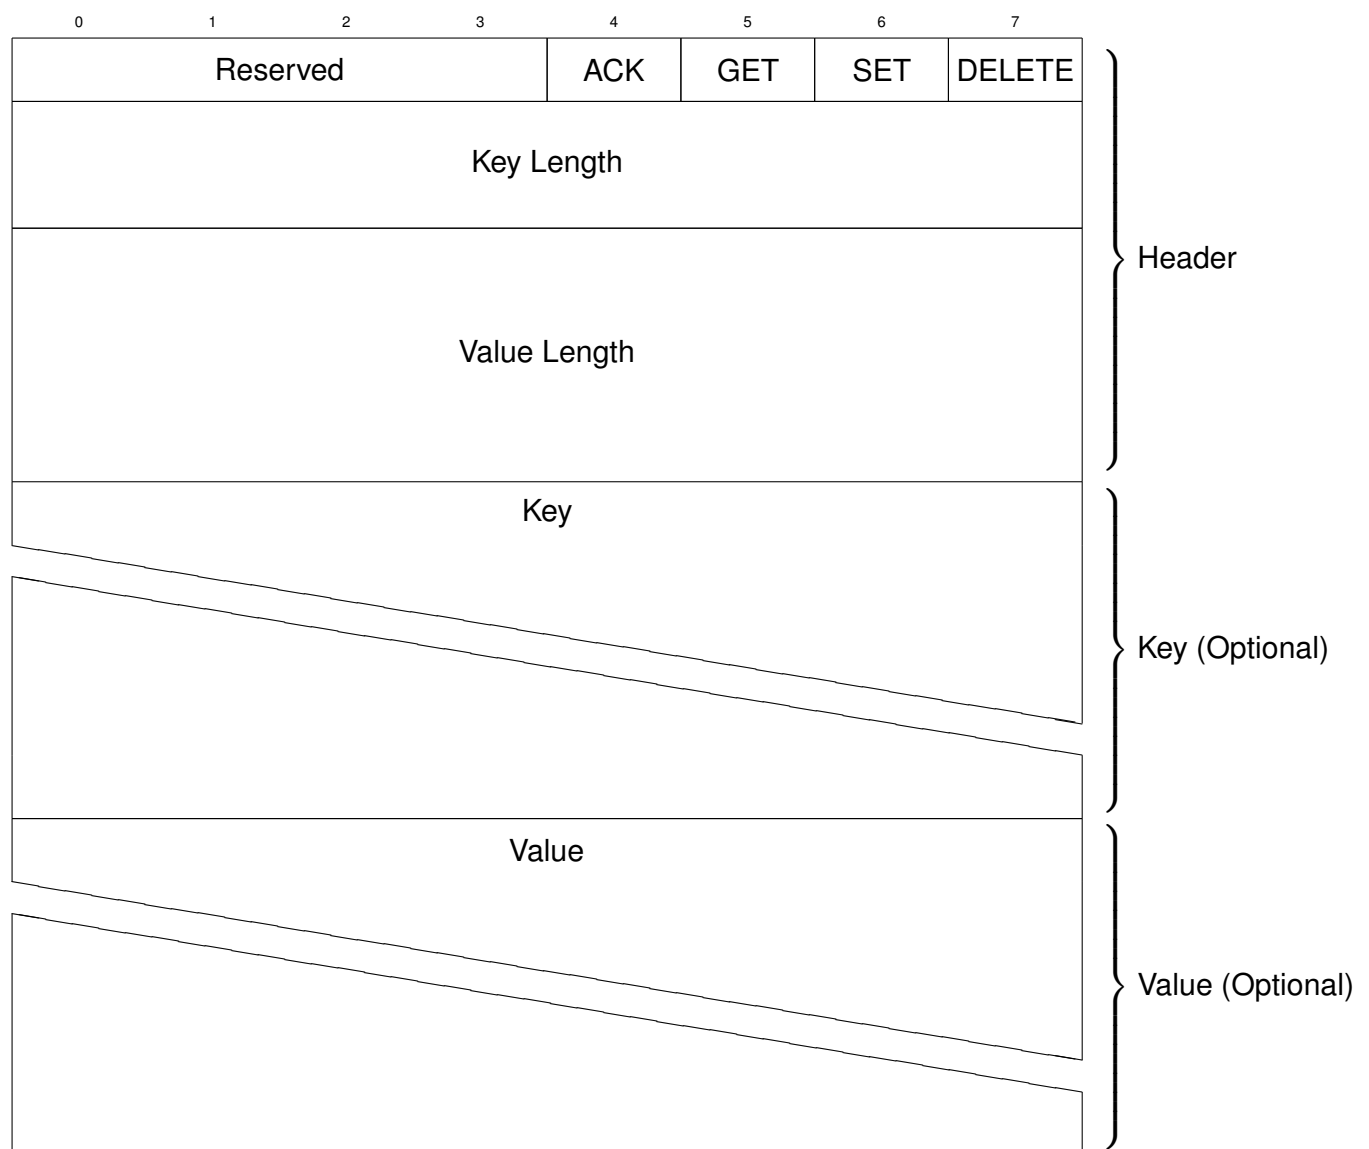 0 1 2 3 4 5 6 7
Reserved ACK GET SET DELETE
Key Length
Header
Value Length
Key
Key (Optional)
Value
Value (Optional)